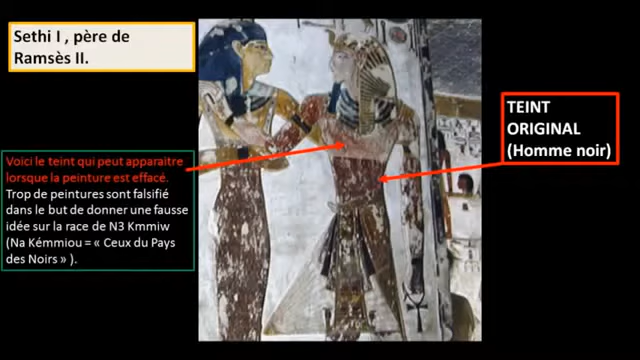 Sethi I , père de
Ramsès II.
TEINT
ORIGINAL
(Homme noir)
Voici le teint qui peut apparaitre
lorsque la peinture est effacé.
Trop de peintures sont falsifié
dans le but de donner une fausse
idée sur la race de N3 Kmmiw
(Na Kémmiou = « Ceux du Pays
des Noirs » ).